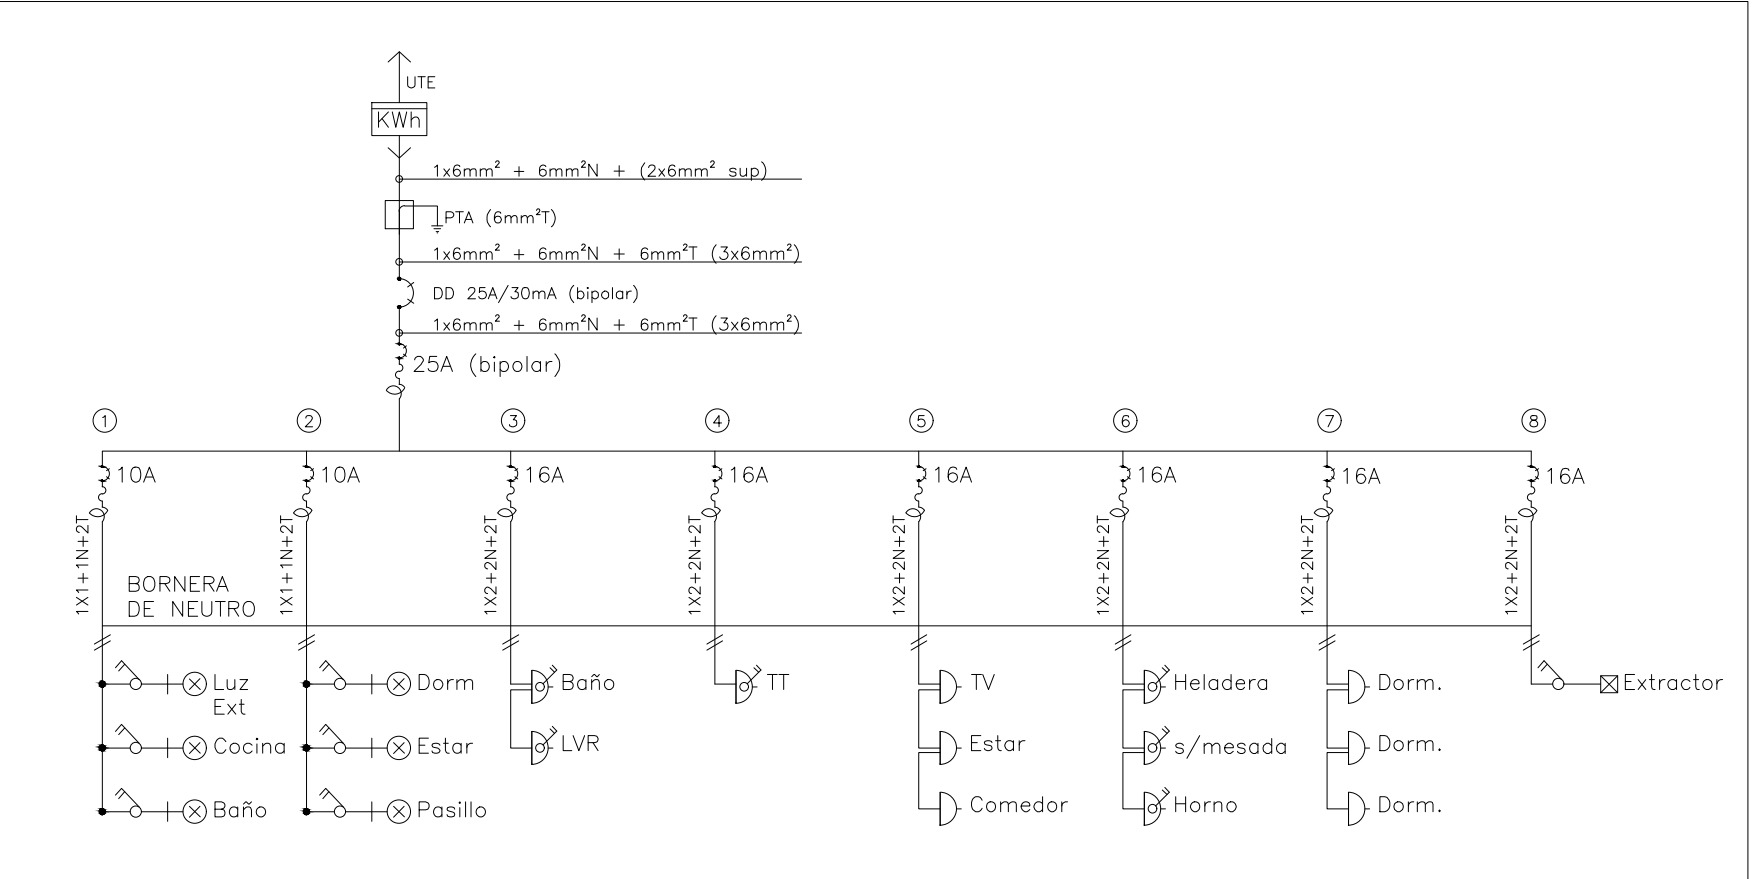 UTE
KWh
1x6mm² + 6mm²N + (2x6mm² sup)
PTA (6mm²T)
1x6mm² + 6mm²N + 6mm²T (3x6mm²)
DD 25A/30mA (bipolar)
1x6mm² + 6mm²N + 6mm²T (3x6mm²)
25A (bipolar)
1 2 3 4 5 6 7 8
10A 10A 16A 16A 16A 16A 16A 16A
1X1+1N+2T 1X1+1N+2T 1X2+2N+2T 1X2+2N+2T 1X2+2N+2T 1X2+2N+2T 1X2+2N+2T 1X2+2N+2T
BORNERA
DE NEUTRO
Luz
Ext
Cocina
Baño
Dorm
Estar
Pasillo
Baño
LVR
TT
TV
Estar
Comedor
Heladera
s/mesada
Horno
Dorm.
Dorm.
Dorm.
Extractor